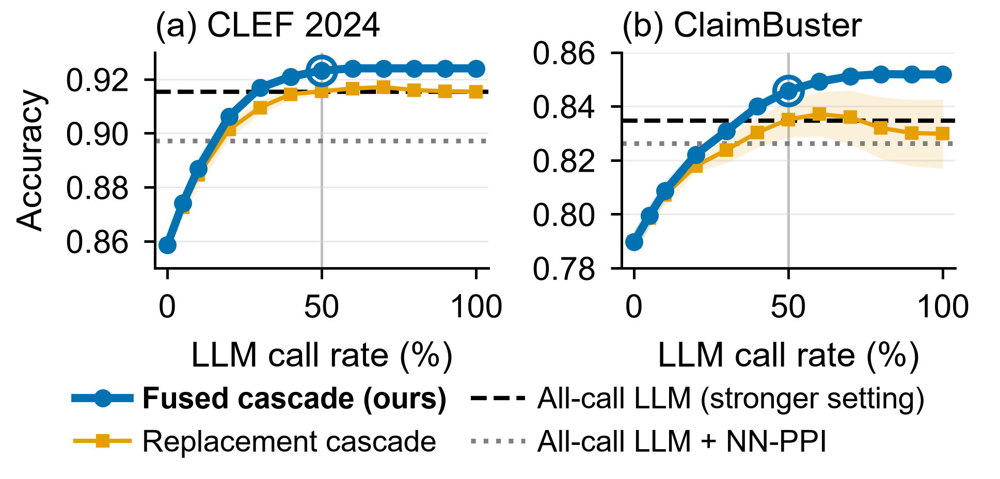 (a) CLEF 2024
Accuracy
0.92
0.90
0.88
0.86
0
50
100
LLM call rate (%)
(b) ClaimBuster
0.86
0.84
0.82
0.80
0.78
0
50
100
LLM call rate (%)
Fused cascade (ours)
All-call LLM (stronger setting)
Replacement cascade
All-call LLM + NN-PPI